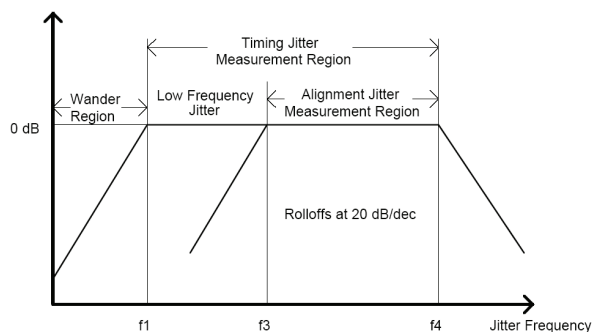 Timing Jitter
Measurement Region
Wander
Region
Low Frequency
Jitter
Alignment Jitter
Measurement Region
0 dB
Rolloffs at 20 dB/dec
f1
f3
f4
Jitter Frequency